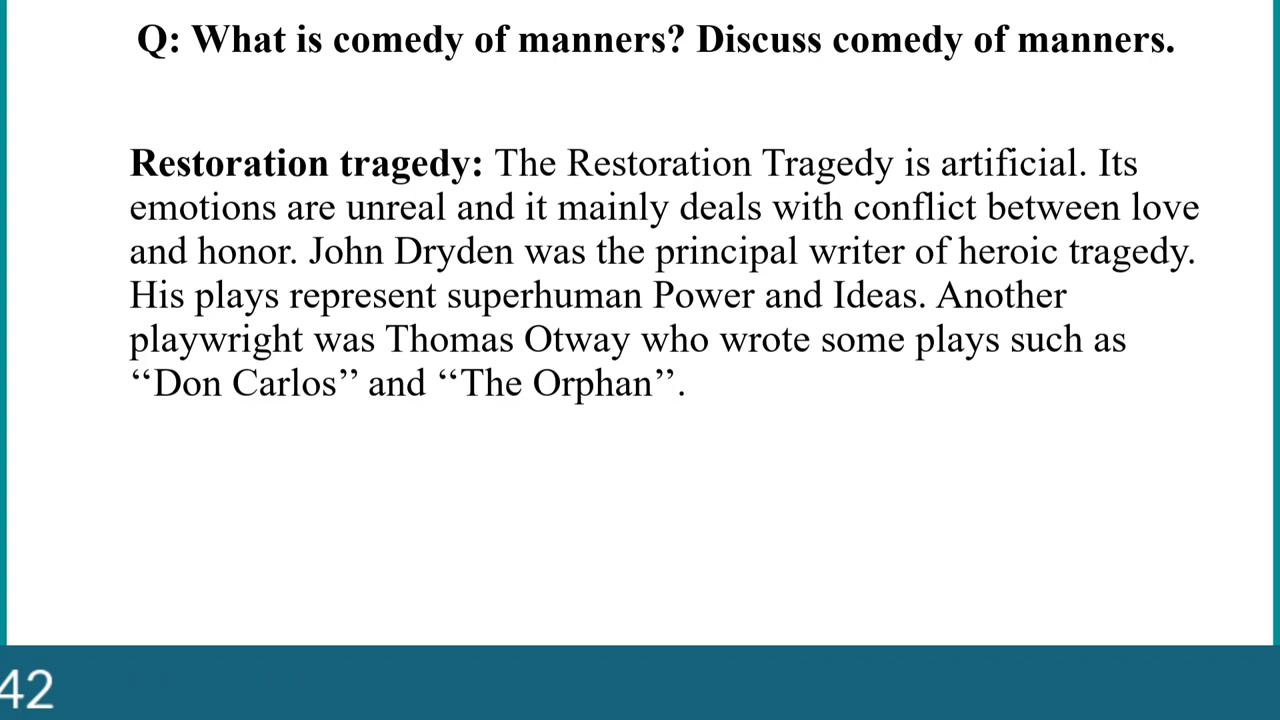 Q: What is comedy of manners? Discuss comedy of manners.
Restoration tragedy: The Restoration Tragedy is artificial. Its
emotions are unreal and it mainly deals with conflict between love
and honor. John Dryden was the principal writer of heroic tragedy.
His plays represent superhuman Power and Ideas. Another
playwright was Thomas Otway who wrote some plays such as
‘‘Don Carlos’’ and ‘‘The Orphan’’.
42